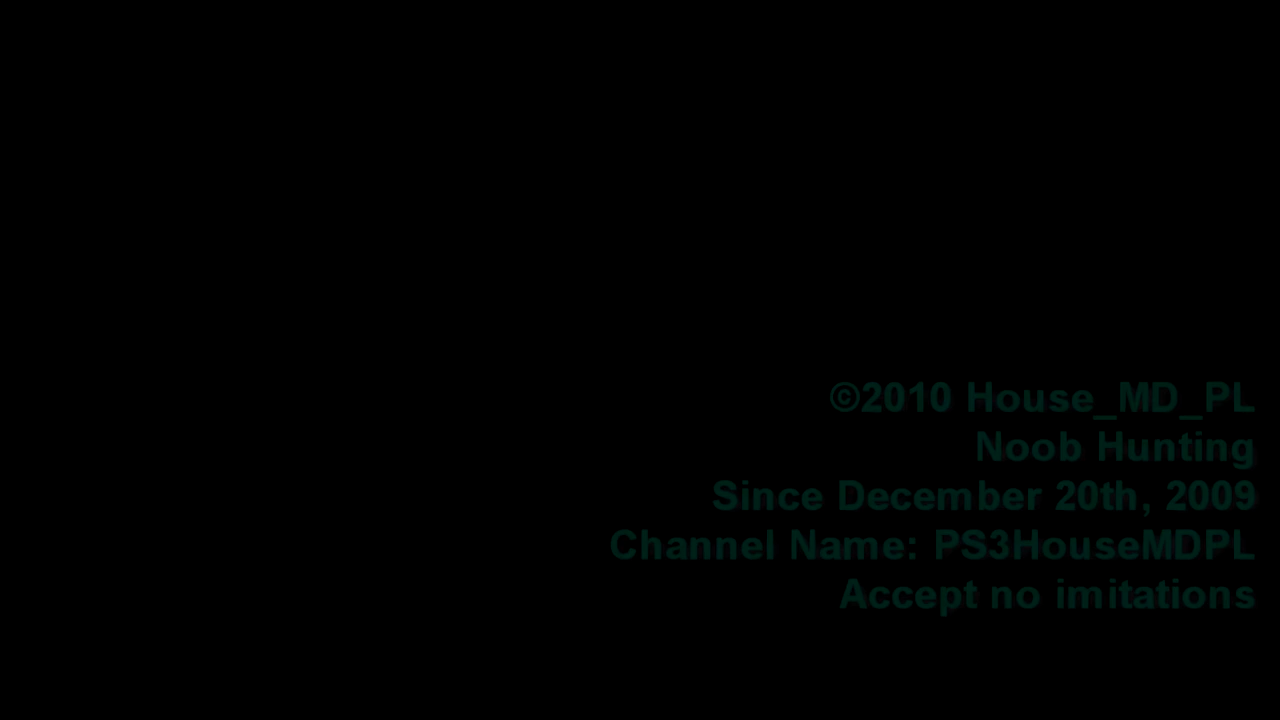 ©2010 House_MD_PL
Noob Hunting
Since December 20th, 2009
Channel Name: PS3HouseMDPL
Accept no imitations